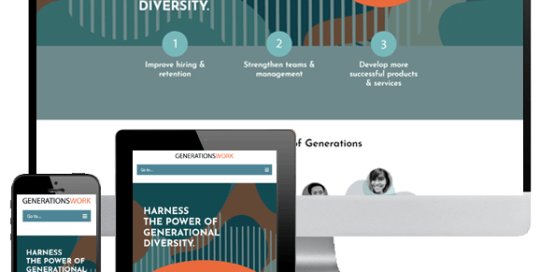 DIVERSITY.
1
2
3
Improve hiring &
retention
Strengthen teams &
management
Develop more
successful products
& services
of Generations
GENERATIONSWORK
Go to...
HARNESS
THE POWER OF
GENERATIONAL
DIVERSITY.
GENERATIONSWORK
Go to...
HARNESS
THE POWER OF
GENERATIONAL